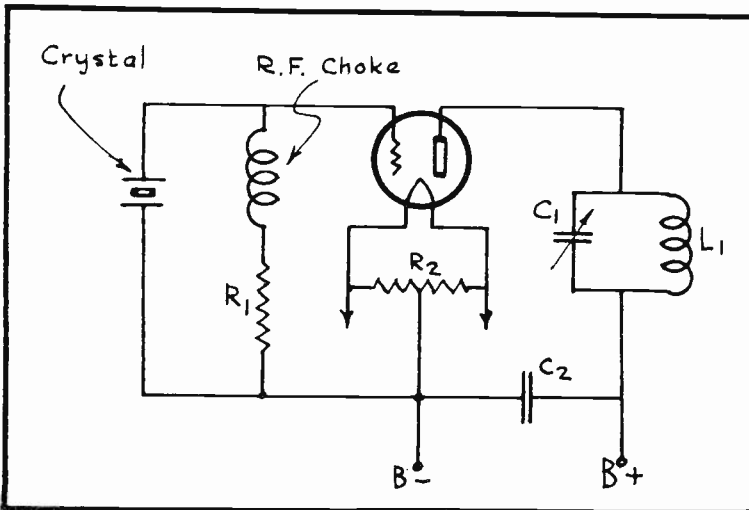 Crystal
R.F. Choke
C1
L1
R2
R1
C2
B-
B+